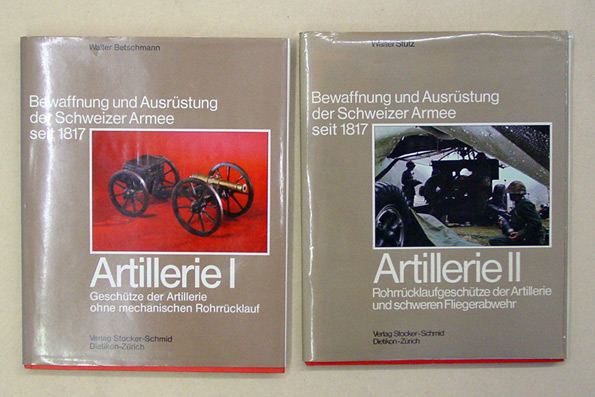 Walter Betschmann
Bewaffnung und Ausrüstung
der Schweizer Armee
seit 1817
Artillerie I
Geschütze der Artillerie
ohne mechanischen Rohrrücklauf
Verlag Stocker-Schmid
Dietikon-Zürich
Walter Stutz
Bewaffnung und Ausrüstung
der Schweizer Armee
seit 1817
Artillerie II
Rohrrücklaufgeschütze der Artillerie
und schweren Fliegerabwehr
Verlag Stocker-Schmid
Dietikon-Zürich